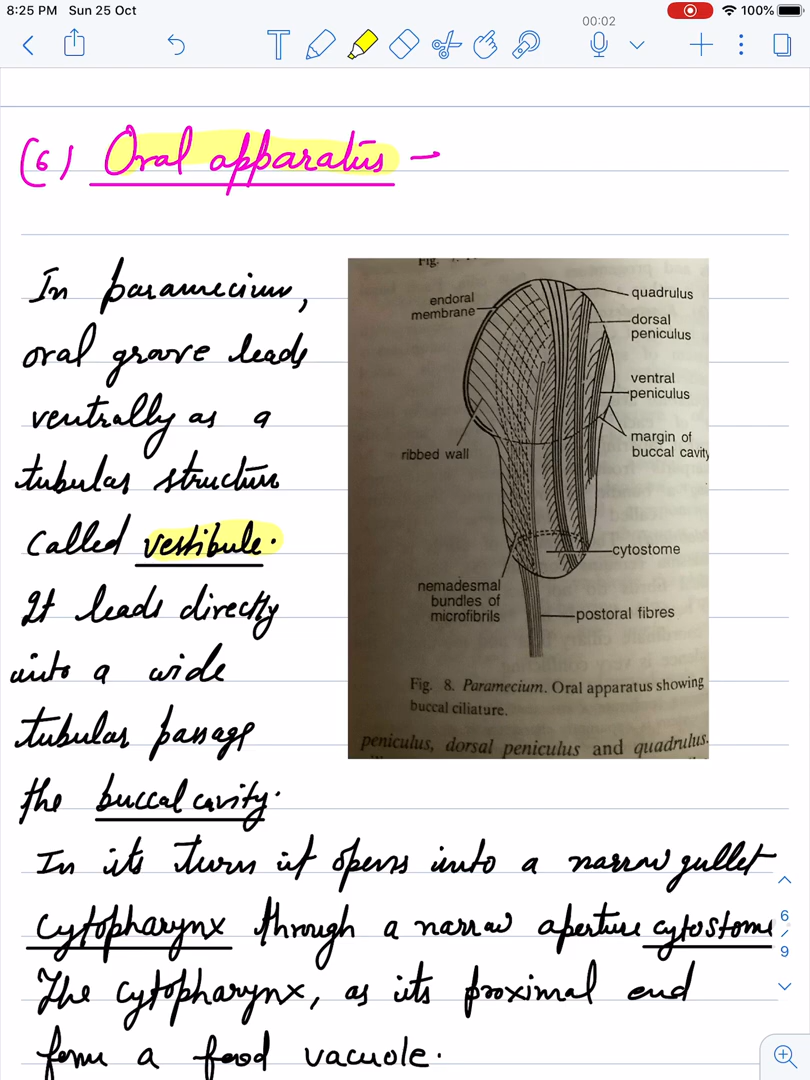 8:25 PM Sun 25 Oct
100%
00:02
T
(6) Oral apparatus -
In paramecium,
oral groove leads
ventrally as a
tubular structure
called vestibule.
It leads directly
into a wide
tubular passage
the buccal cavity.
Fig.
endoral
membrane
quadrulus
dorsal
peniculus
ventral
peniculus
margin of
buccal cavity
ribbed wall
cytostome
nemadesmal
bundles of
microfibrils
postoral fibres
Fig. 8. Paramecium. Oral apparatus showing
buccal ciliature.
peniculus, dorsal peniculus and quadrulus.
In its turn it opens into a narrow gullet
cytopharynx through a narrow aperture cytostome
The cytopharynx, as its proximal end
form a food vacuole.
6
/
9